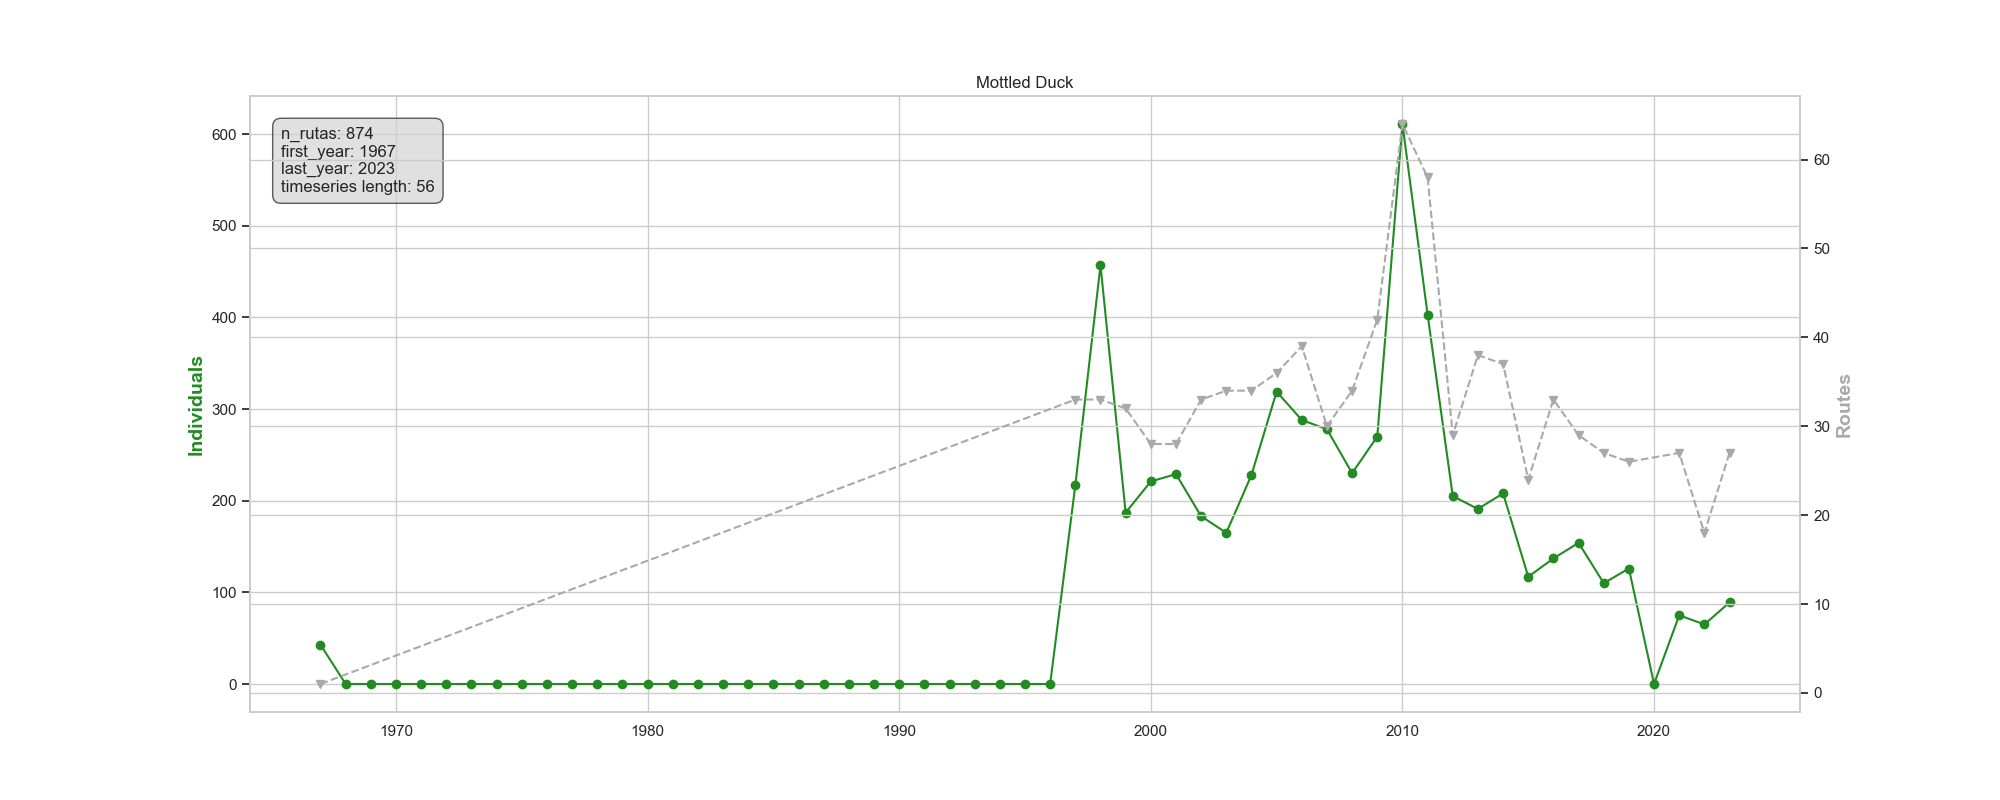 Mottled Duck
n_rutas: 874
first_year: 1967
last_year: 2023
timeseries length: 56
Individuals
600
500
400
300
200
100
0
Routes
60
50
40
30
20
10
0
1970 1980 1990 2000 2010 2020